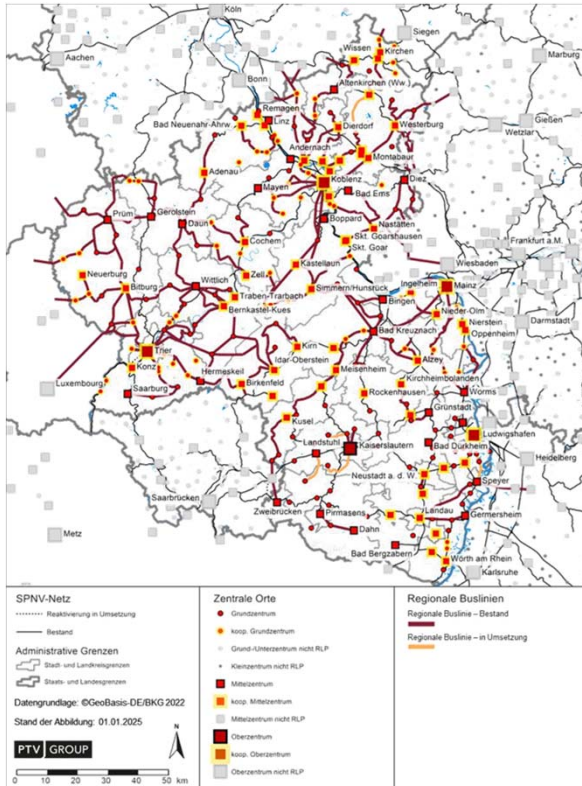 Köln
Siegen
Aachen
Wissen
Kirchen
Marburg
Bonn
Altenkirchen (Ww.)
Remagen
Linz
Gießen
Bad Neuenahr-Ahrw.
Dierdorf
Westerburg
Wetzlar
Andernach
Montabaur
Adenau
Koblenz
Mayen
Bad Ems
Diez
Prüm
Gerolstein
Boppard
Daun
Nastätten
Cochem
Skt. Goarshausen
Skt. Goar
Frankfurt a.M.
Kastellaun
Wiesbaden
Neuerburg
Zell
Bitburg
Wittlich
Simmern/Hunsrück
Ingelheim
Mainz
Traben-Trarbach
Bingen
Bernkastel-Kues
Nieder-Olm
Nierstein
Darmstadt
Oppenheim
Bad Kreuznach
Trier
Kirn
Konz
Idar-Oberstein
Alzey
Hermeskeil
Meisenheim
Luxembourg
Birkenfeld
Kirchheimbolanden
Saarburg
Rockenhausen
Worms
Kusel
Grünstadt
Landstuhl
Kaiserslautern
Ludwigshafen
Bad Dürkheim
Heidelberg
Neustadt a. d. W.
Speyer
Saarbrücken
Zweibrücken
Pirmasens
Landau
Germersheim
Metz
Dahn
Bad Bergzabern
Wörth am Rhein
Karlsruhe
SPNV-Netz
Reaktivierung in Umsetzung
Bestand
Administrative Grenzen
Stadt- und Landkreisgrenzen
Staats- und Landesgrenzen
Datengrundlage: ©GeoBasis-DE/BKG 2022
Stand der Abbildung: 01.01.2025
PTV GROUP
N
0 10 20 30 40 50
km
Zentrale Orte
Grundzentrum
koop. Grundzentrum
Grund-/Unterzentrum nicht RLP
Kleinzentrum nicht RLP
Mittelzentrum
koop. Mittelzentrum
Mittelzentrum nicht RLP
Oberzentrum
koop. Oberzentrum
Oberzentrum nicht RLP
Regionale Buslinien
Regionale Buslinie – Bestand
Regionale Buslinie – in Umsetzung